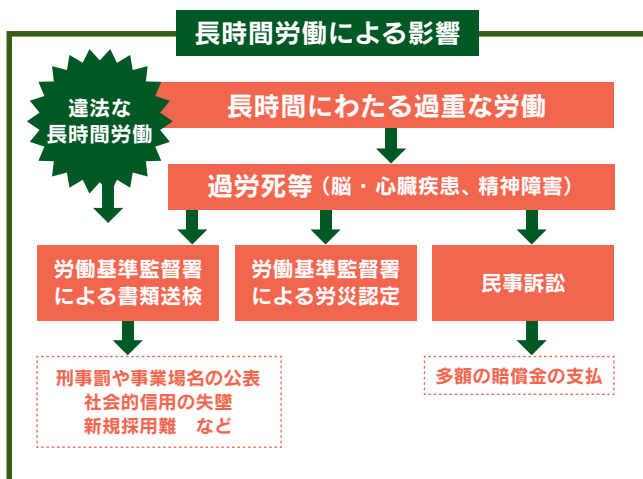 長時間労働による影響
違法な
長時間労働
長時間にわたる過重な労働
過労死等（脳・心臓疾患、精神障害）
労働基準監督署
による書類送検
労働基準監督署
による労災認定
民事訴訟
刑事罰や事業場名の公表
社会的信用の失墜
新規採用難　など
多額の賠償金の支払